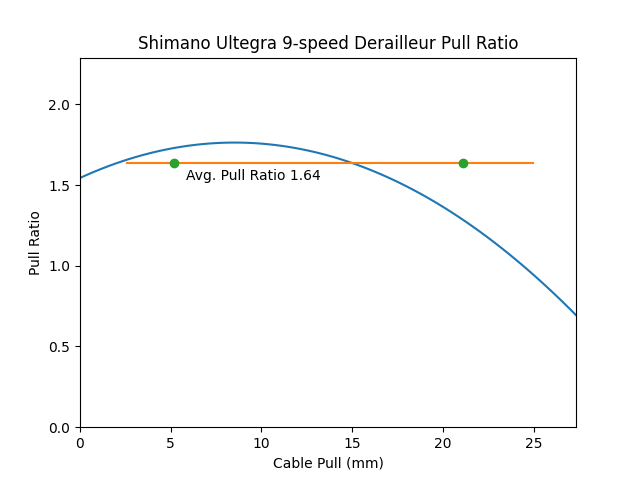 Shimano Ultegra 9-speed Derailleur Pull Ratio
2.0
1.5
1.0
0.5
0.0
Pull Ratio
Avg. Pull Ratio 1.64
0 5 10 15 20 25
Cable Pull (mm)